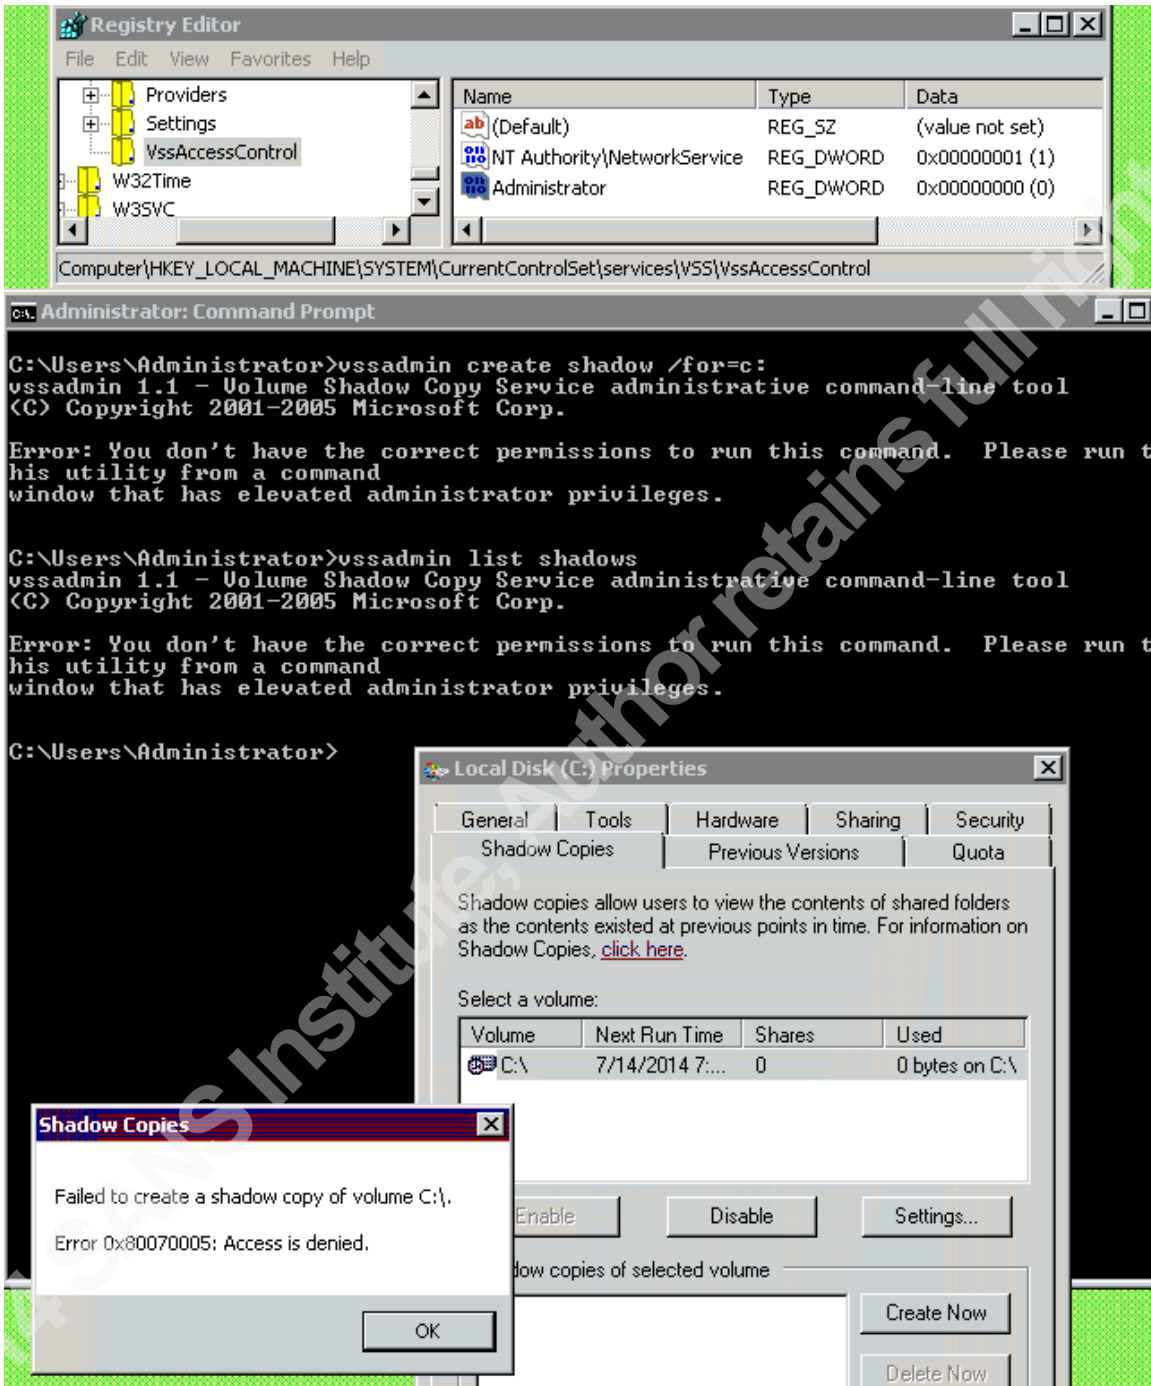 Registry Editor
File Edit View Favorites Help
Providers
Settings
VssAccessControl
W32Time
W3SVC
Name Type Data
(Default) REG_SZ (value not set)
NT Authority\NetworkService REG_DWORD 0x00000001 (1)
Administrator REG_DWORD 0x00000000 (0)
Computer\HKEY_LOCAL_MACHINE\SYSTEM\CurrentControlSet\services\VSS\VssAccessControl
Administrator: Command Prompt
C:\Users\Administrator>vssadmin create shadow /for=c:
vssadmin 1.1 - Volume Shadow Copy Service administrative command-line tool
(C) Copyright 2001-2005 Microsoft Corp.
Error: You don't have the correct permissions to run this command.  Please run t
his utility from a command
window that has elevated administrator privileges.
C:\Users\Administrator>vssadmin list shadows
vssadmin 1.1 - Volume Shadow Copy Service administrative command-line tool
(C) Copyright 2001-2005 Microsoft Corp.
Error: You don't have the correct permissions to run this command.  Please run t
his utility from a command
window that has elevated administrator privileges.
C:\Users\Administrator>
Local Disk (C:) Properties
General Tools Hardware Sharing Security
Shadow Copies Previous Versions Quota
Shadow copies allow users to view the contents of shared folders
as the contents existed at previous points in time. For information on
Shadow Copies, click here.
Select a volume:
Volume Next Run Time Shares Used
C:\ 7/14/2014 7:... 0 0 bytes on C:\
Enable Disable Settings...
dow copies of selected volume
Create Now
Delete Now
Shadow Copies
Failed to create a shadow copy of volume C:\.
Error 0x80070005: Access is denied.
OK
14 SANS Institute, Author retains full right